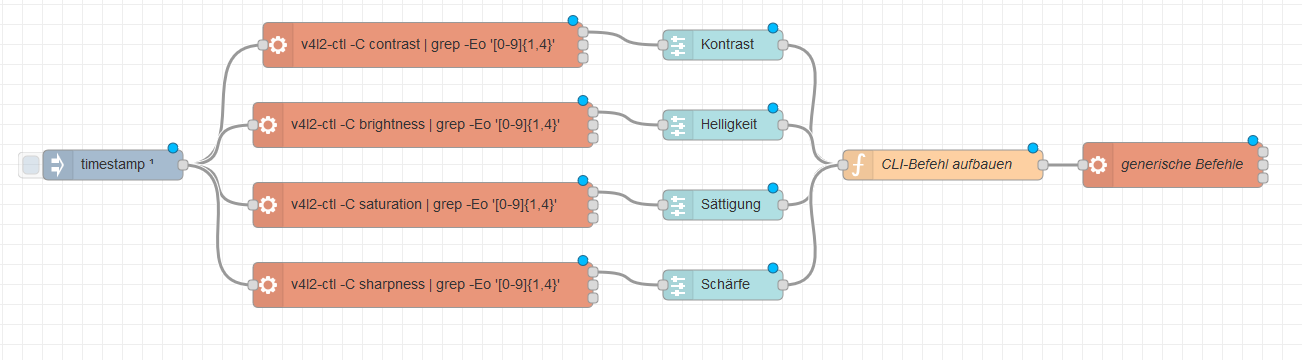 v4l2-ctl -C contrast | grep -Eo '[0-9]{1,4}'
Kontrast
v4l2-ctl -C brightness | grep -Eo '[0-9]{1,4}'
Helligkeit
timestamp ¹
CLI-Befehl aufbauen
generische Befehle
v4l2-ctl -C saturation | grep -Eo '[0-9]{1,4}'
Sättigung
v4l2-ctl -C sharpness | grep -Eo '[0-9]{1,4}'
Schärfe